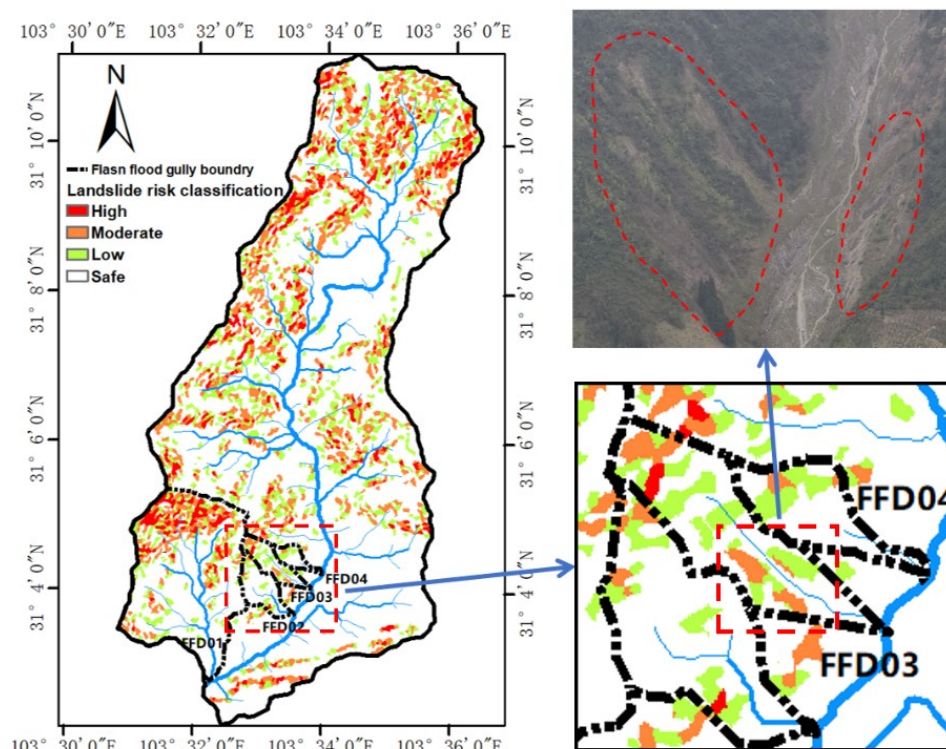 103° 30′ 0″E 103° 32′ 0″E 103° 34′ 0″E 103° 36′ 0″E
N
Flasn flood gully boundry
Landslide risk classification
High
Moderate
Low
Safe
31° 10′ 0″N
31° 8′ 0″N
31° 6′ 0″N
31° 4′ 0″N
31° 10′ 0″N
31° 8′ 0″N
31° 6′ 0″N
31° 4′ 0″N
FFD04
FFD03
FFD02
FFD01
103° 30′ 0″E 103° 32′ 0″E 103° 34′ 0″E 103° 36′ 0″E
FFD04
FFD03